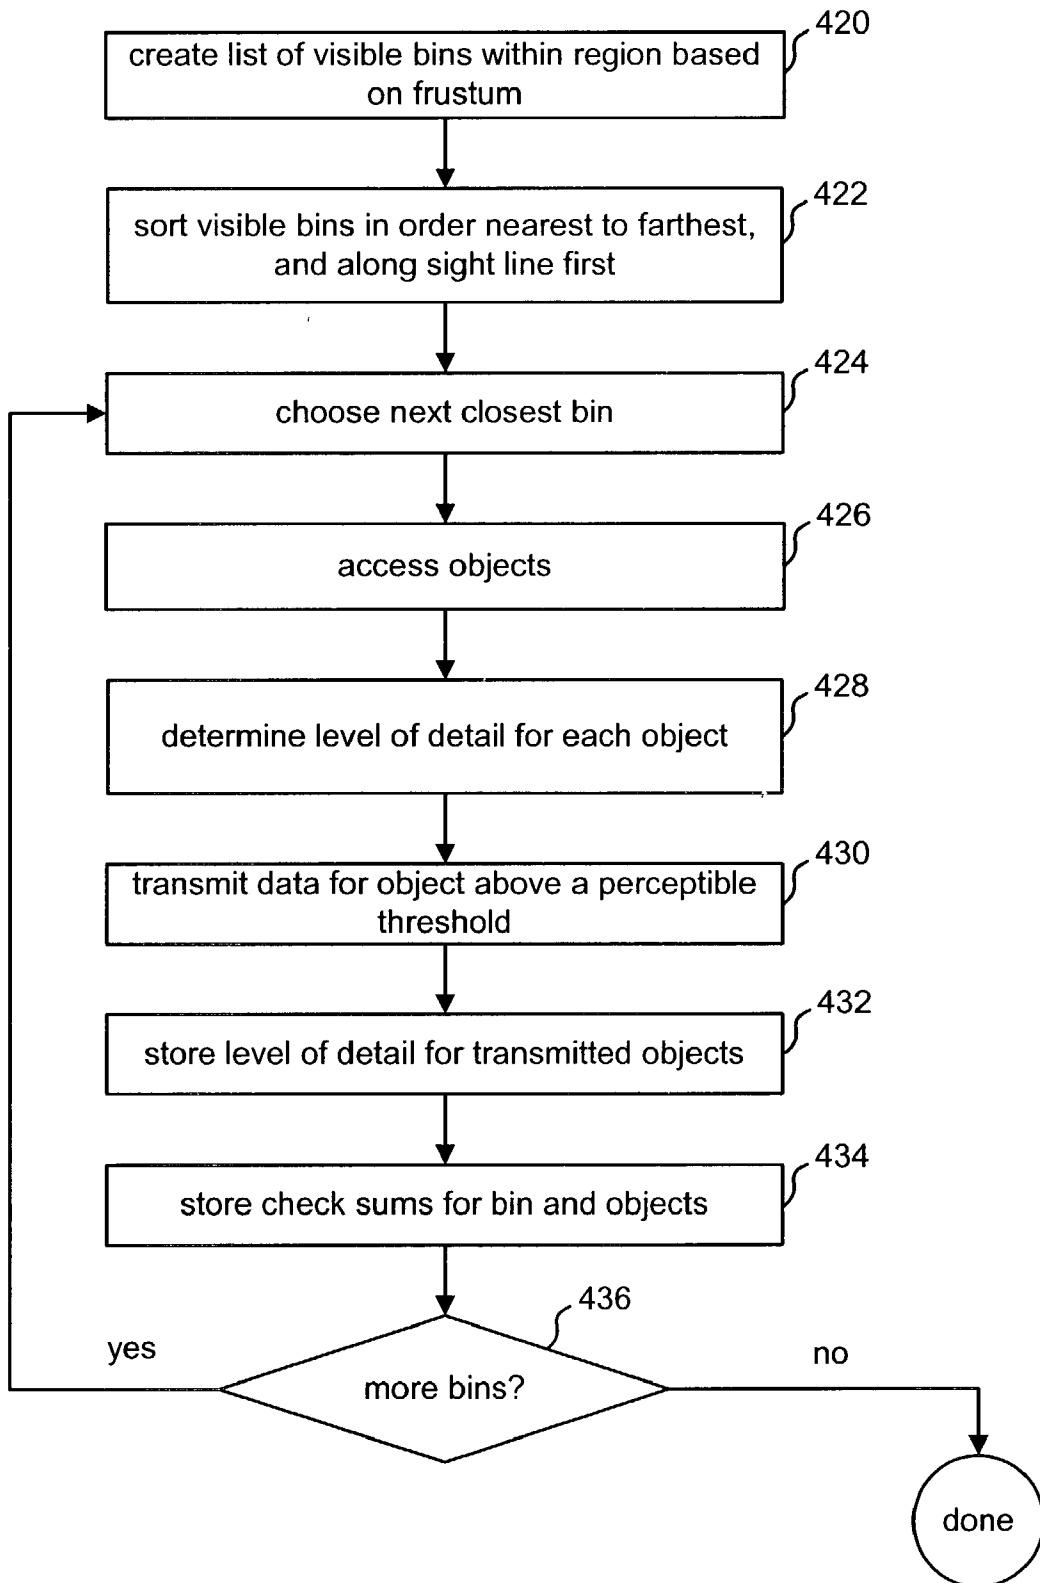 420
create list of visible bins within region based
on frustum
422
sort visible bins in order nearest to farthest,
and along sight line first
424
choose next closest bin
426
access objects
428
determine level of detail for each object
430
transmit data for object above a perceptible
threshold
432
store level of detail for transmitted objects
434
store check sums for bin and objects
436
yes
more bins?
no
done